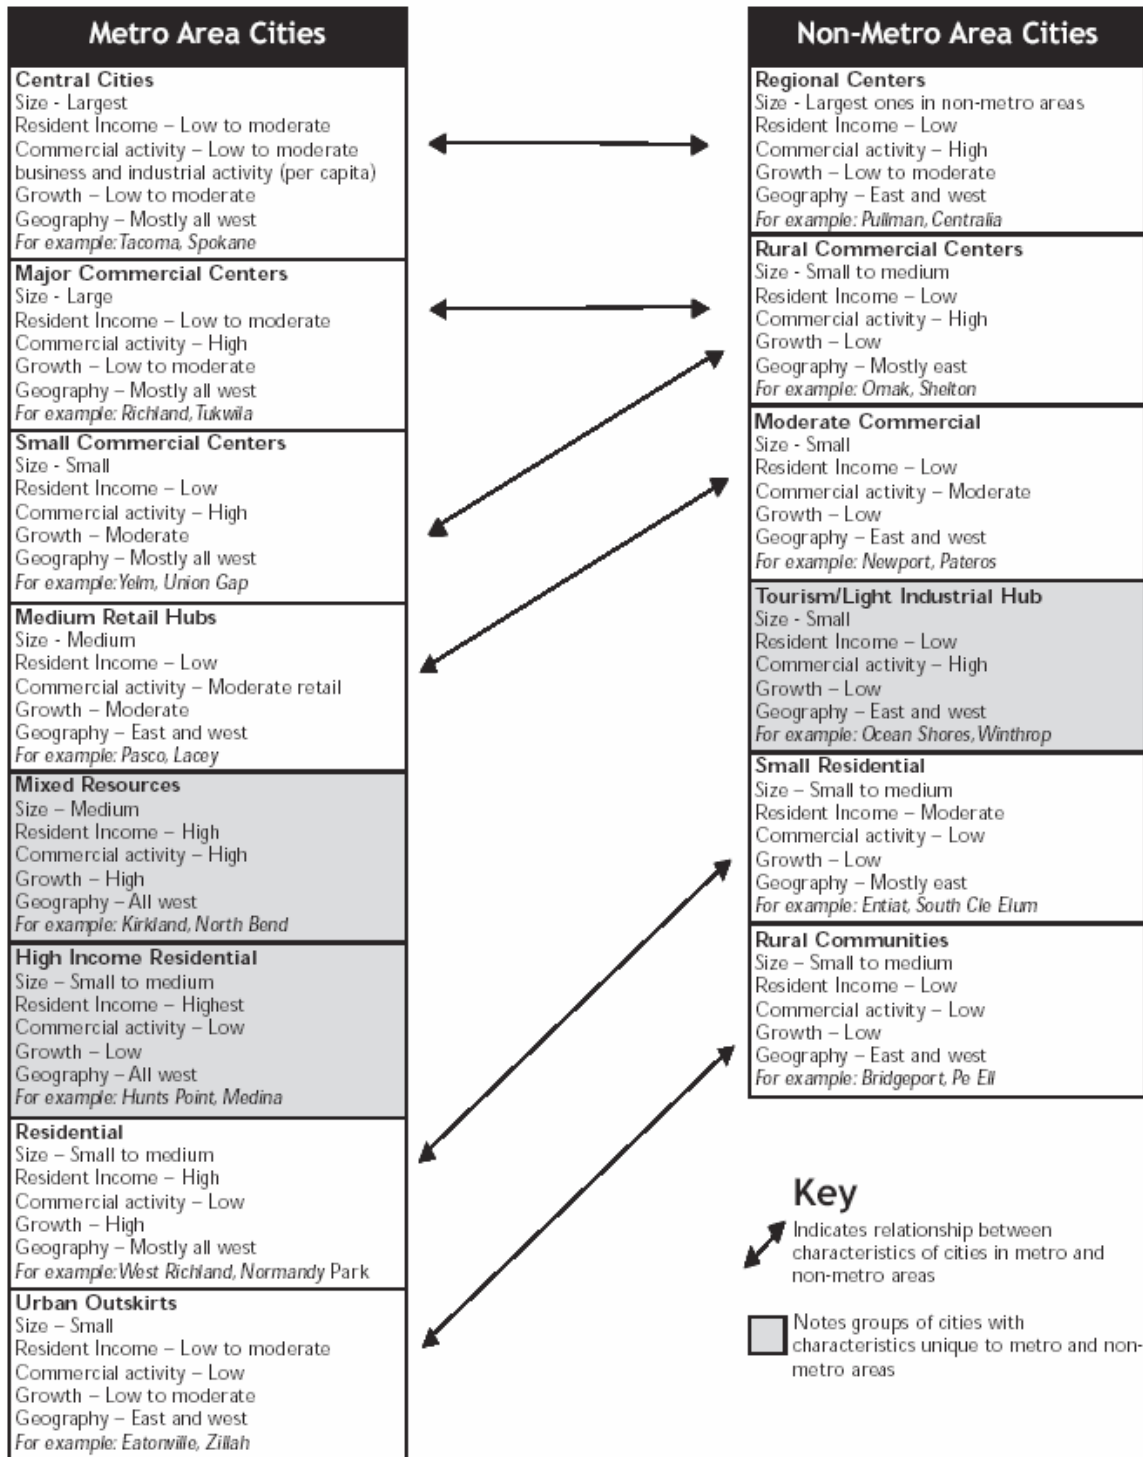 Metro Area Cities
Central Cities
Size - Largest
Resident Income – Low to moderate
Commercial activity – Low to moderate
business and industrial activity (per capita)
Growth – Low to moderate
Geography – Mostly all west
For example: Tacoma, Spokane
Major Commercial Centers
Size - Large
Resident Income – Low to moderate
Commercial activity – High
Growth – Low to moderate
Geography – Mostly all west
For example: Richland, Tukwila
Small Commercial Centers
Size - Small
Resident Income – Low
Commercial activity – High
Growth – Moderate
Geography – Mostly all west
For example: Yelm, Union Gap
Medium Retail Hubs
Size - Medium
Resident Income – Low
Commercial activity – Moderate retail
Growth – Moderate
Geography – East and west
For example: Pasco, Lacey
Mixed Resources
Size – Medium
Resident Income – High
Commercial activity – High
Growth – High
Geography – All west
For example: Kirkland, North Bend
High Income Residential
Size – Small to medium
Resident Income – Highest
Commercial activity – Low
Growth – Low
Geography – All west
For example: Hunts Point, Medina
Residential
Size – Small to medium
Resident Income – High
Commercial activity – Low
Growth – High
Geography – Mostly all west
For example: West Richland, Normandy Park
Urban Outskirts
Size – Small
Resident Income – Low to moderate
Commercial activity – Low
Growth – Low to moderate
Geography – East and west
For example: Eatonville, Zillah
Non-Metro Area Cities
Regional Centers
Size - Largest ones in non-metro areas
Resident Income – Low
Commercial activity – High
Growth – Low to moderate
Geography – East and west
For example: Pullman, Centralia
Rural Commercial Centers
Size - Small to medium
Resident Income – Low
Commercial activity – High
Growth – Low
Geography – Mostly east
For example: Omak, Shelton
Moderate Commercial
Size - Small
Resident Income – Low
Commercial activity – Moderate
Growth – Low
Geography – East and west
For example: Newport, Pateros
Tourism/Light Industrial Hub
Size - Small
Resident Income – Low
Commercial activity – High
Growth – Low
Geography – East and west
For example: Ocean Shores, Winthrop
Small Residential
Size – Small to medium
Resident Income – Moderate
Commercial activity – Low
Growth – Low
Geography – Mostly east
For example: Entiat, South Cle Elum
Rural Communities
Size – Small to medium
Resident Income – Low
Commercial activity – Low
Growth – Low
Geography – East and west
For example: Bridgeport, Pe Ell
Key
Indicates relationship between
characteristics of cities in metro and
non-metro areas
Notes groups of cities with
characteristics unique to metro and non-
metro areas